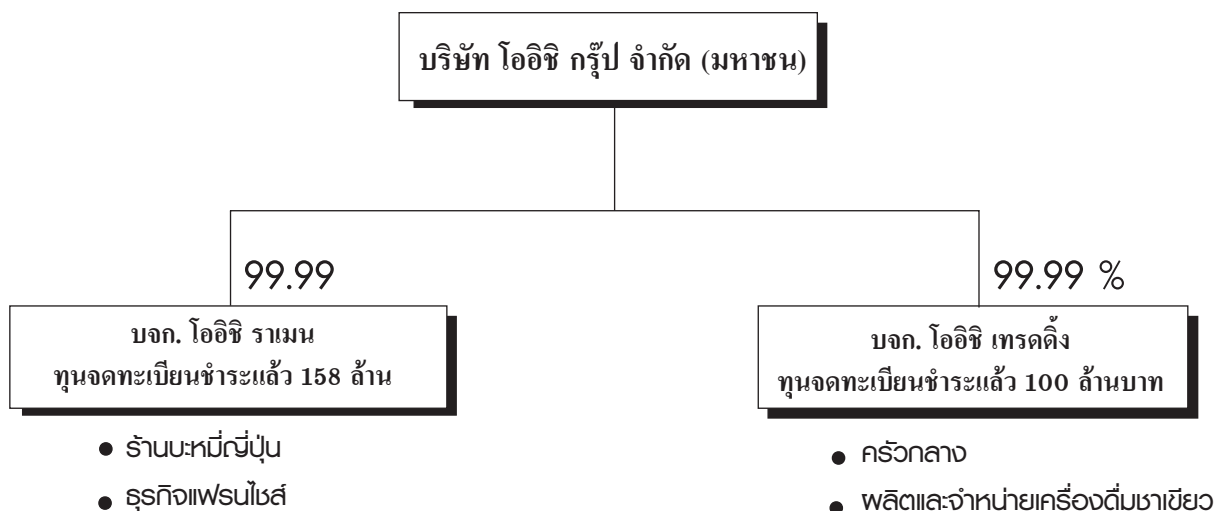 บริษัท โออิชิ กรุ๊ป จำกัด (มหาชน)
99.99
บจก. โออิชิ ราเมน
ทุนจดทะเบียนชำระแล้ว 158 ล้าน
● ร้านบะหมี่ญี่ปุ่น
● ธุรกิจแฟรนไชส์
99.99 %
บจก. โออิชิ เทรดดิ้ง
ทุนจดทะเบียนชำระแล้ว 100 ล้านบาท
● ครัวกลาง
● ผลิตและจำหน่ายเครื่องดื่มชาเขียว